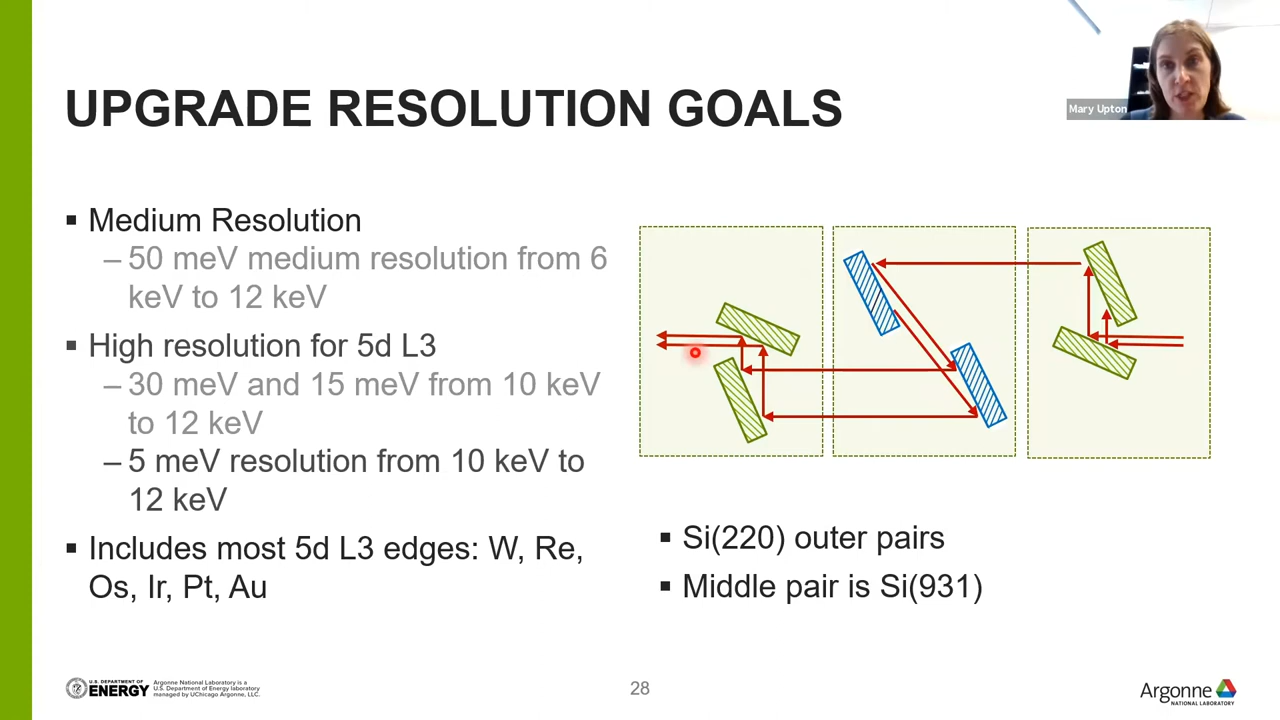 UPGRADE RESOLUTION GOALS
Mary Upton
▪ Medium Resolution
– 50 meV medium resolution from 6
keV to 12 keV
▪ High resolution for 5d L3
– 30 meV and 15 meV from 10 keV
to 12 keV
– 5 meV resolution from 10 keV to
12 keV
▪ Includes most 5d L3 edges: W, Re,
Os, Ir, Pt, Au
▪ Si(220) outer pairs
▪ Middle pair is Si(931)
U.S. DEPARTMENT OF
ENERGY
Argonne National Laboratory is a
U.S. Department of Energy laboratory
managed by UChicago Argonne, LLC.
28
Argonne
NATIONAL LABORATORY